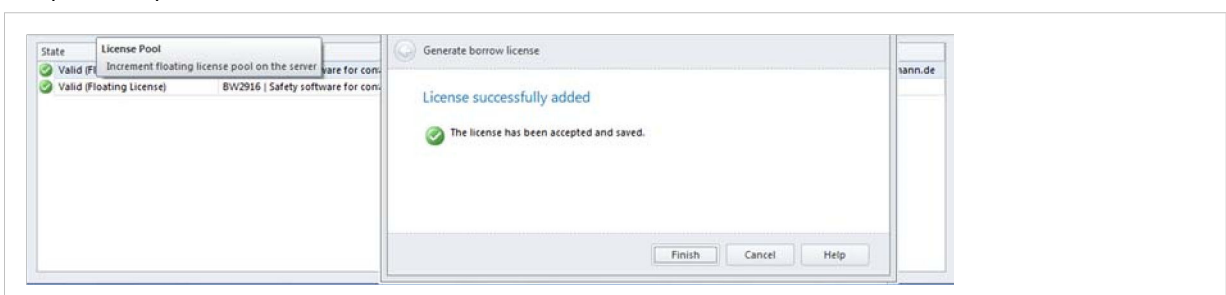 State
License Pool
Increment floating license pool on the server
Generate borrow license
Valid (Fl
ware for con
mann.de
Valid (Floating License) BW2916 | Safety software for con
License successfully added
The license has been accepted and saved.
Finish Cancel Help